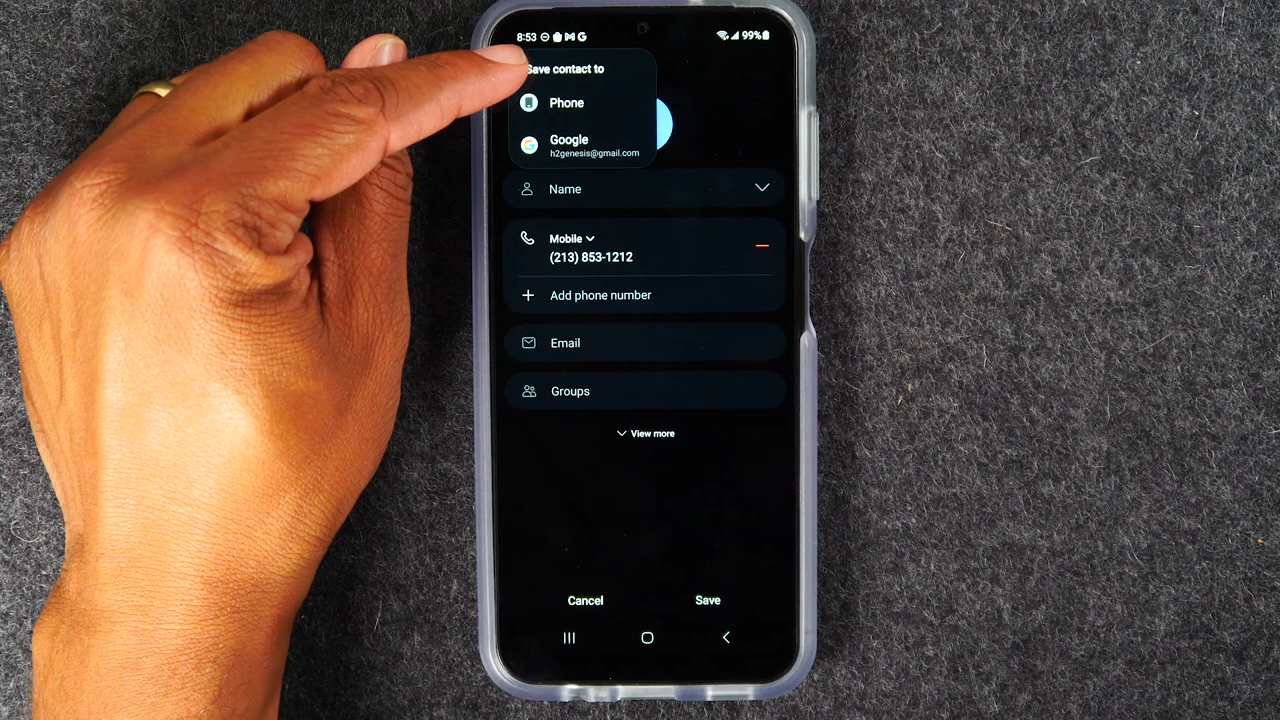 8:53
99%
Save contact to
Phone
Google
h2genesis@gmail.com
Name
Mobile
(213) 853-1212
Add phone number
Email
Groups
View more
Cancel
Save